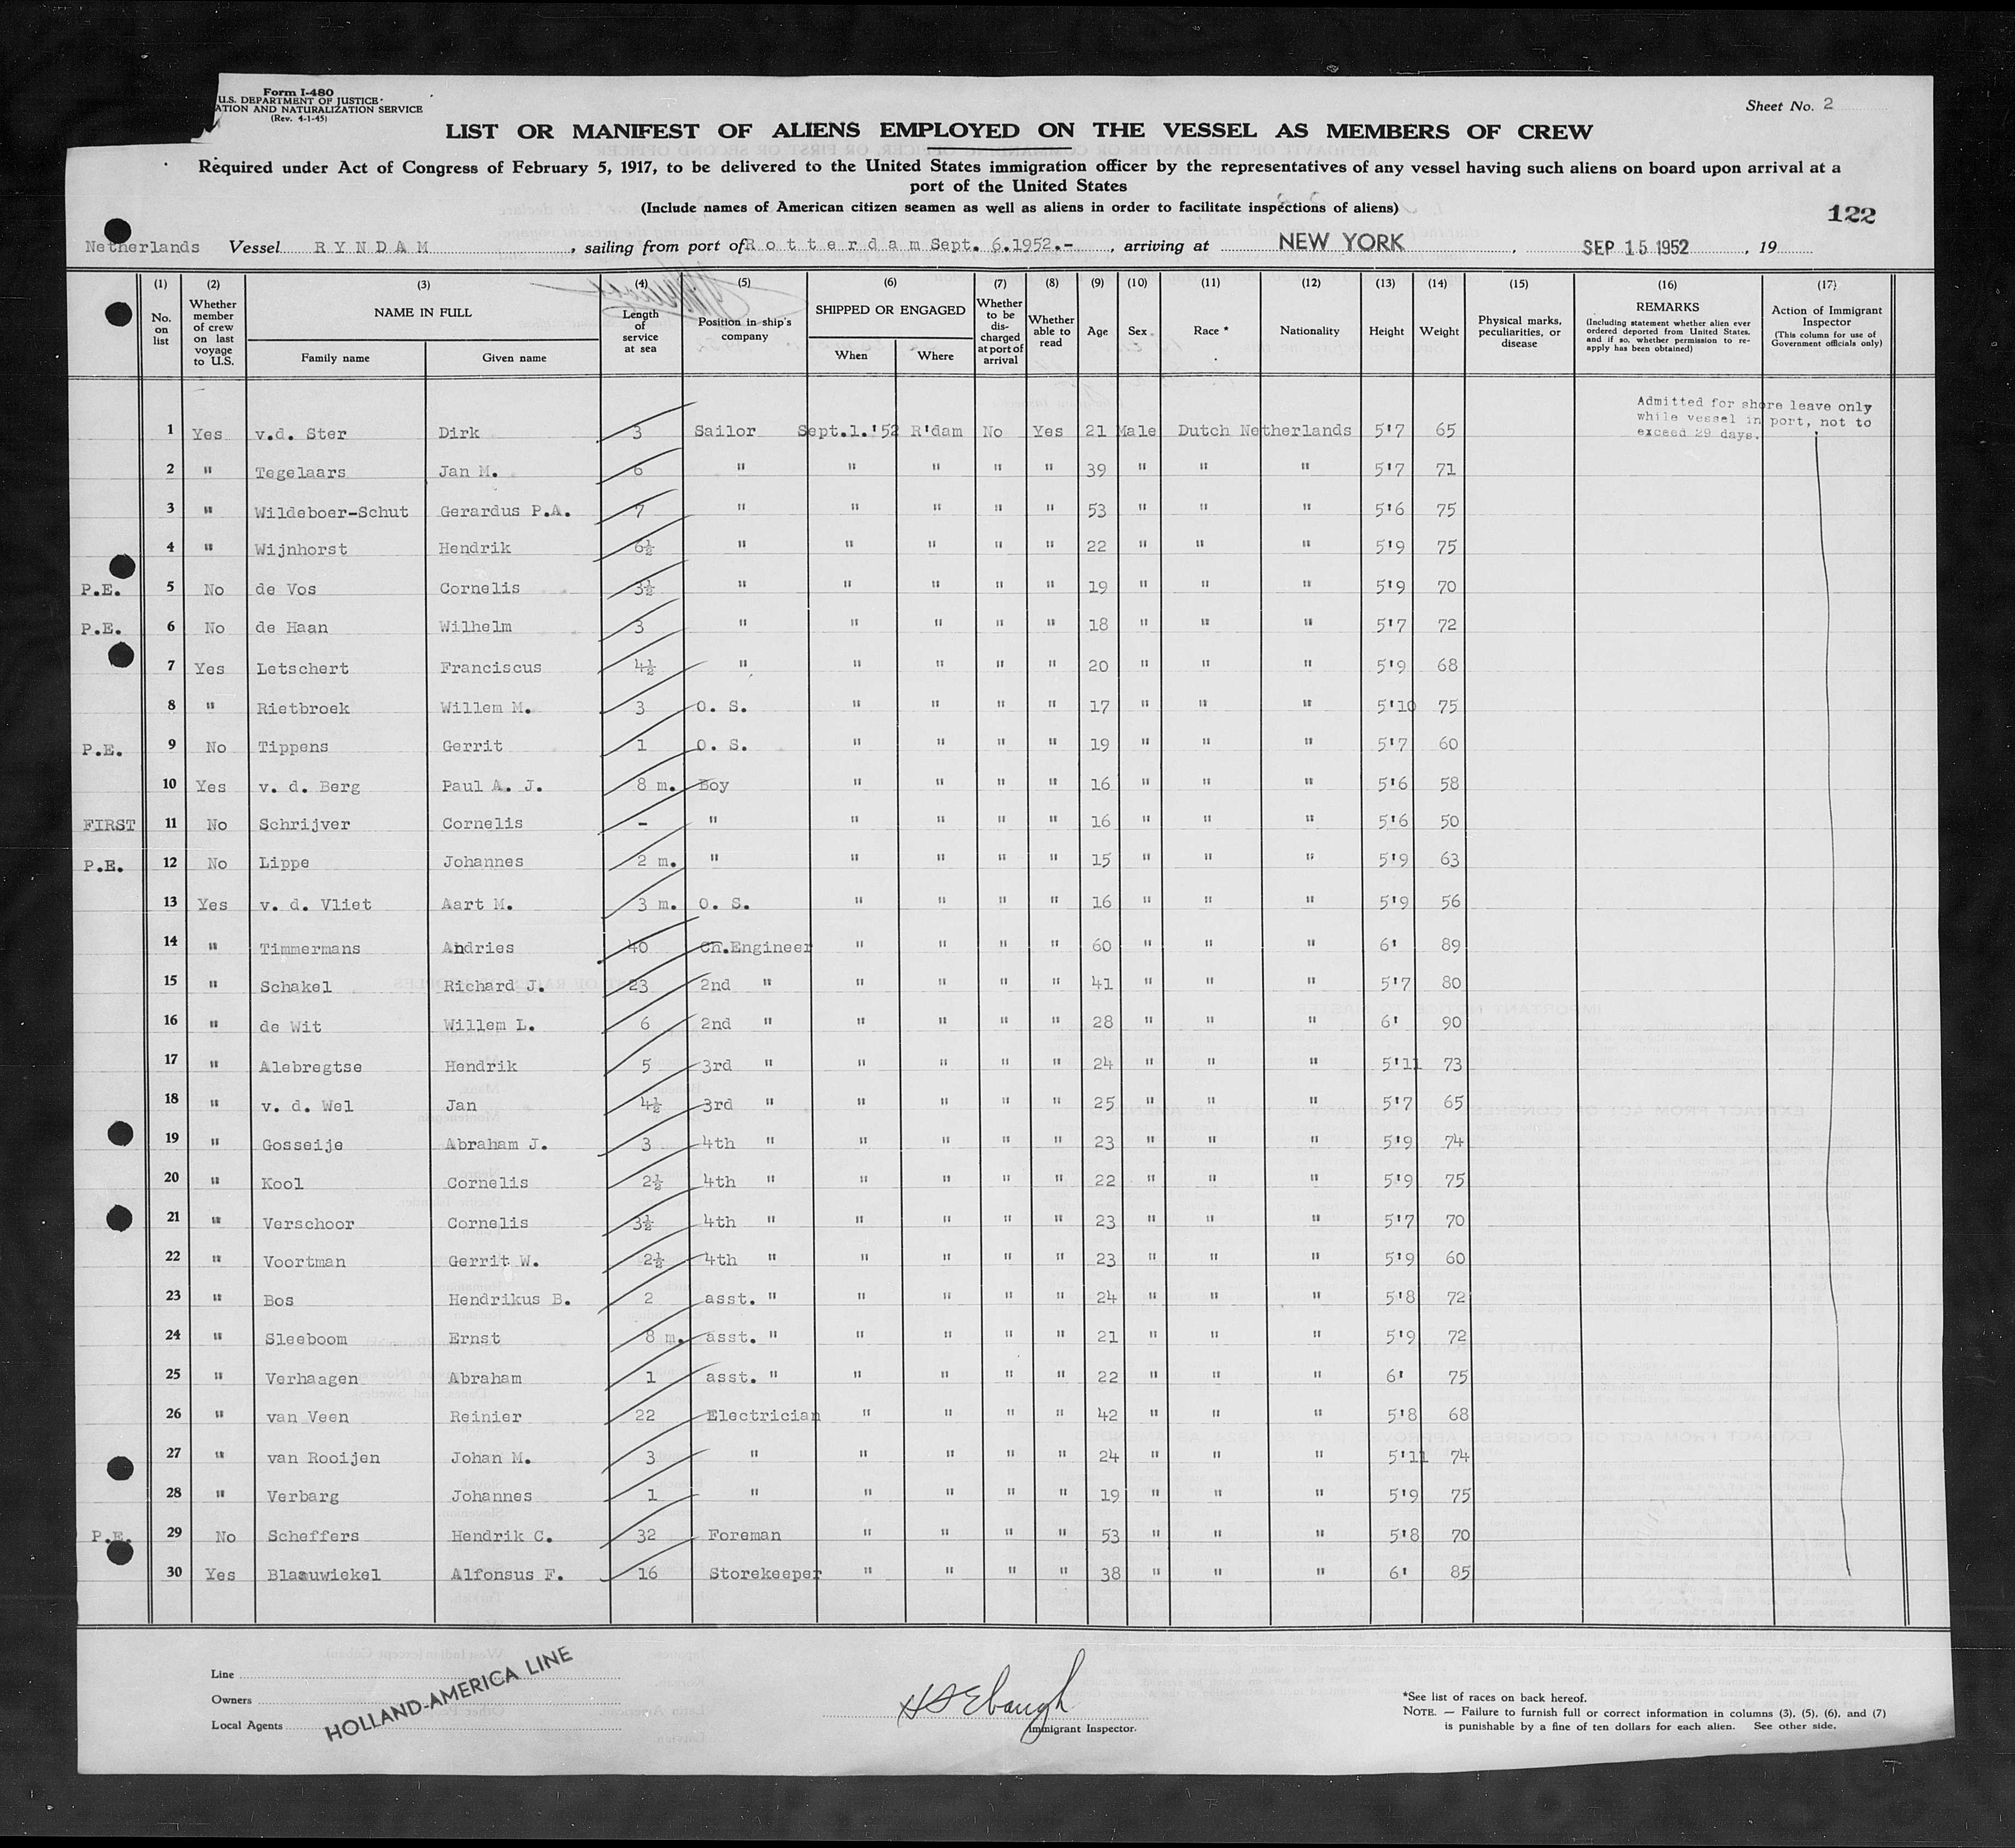 Form I-480
U.S. DEPARTMENT OF JUSTICE
ATION AND NATURALIZATION SERVICE
(Rev. 4-1-45)
Sheet No. 2
LIST OR MANIFEST OF ALIENS EMPLOYED ON THE VESSEL AS MEMBERS OF CREW
Required under Act of Congress of February 5, 1917, to be delivered to the United States immigration officer by the representatives of any vessel having such aliens on board upon arrival at a
port of the United States
(Include names of American citizen seamen as well as aliens in order to facilitate inspections of aliens)
122
Netherlands Vessel RYNDAM, sailing from port of Rotterdam Sept. 6.1952.-, arriving at NEW YORK, SEP 15 1952, 19
(1) No. on list (2) Whether member of crew on last voyage to U.S. (3) NAME IN FULL Family name Given name (4) Length of service at sea (5) Position in ship's company (6) SHIPPED OR ENGAGED When Where (7) Whether to be discharged at port of arrival (8) Whether able to read (9) Age (10) Sex (11) Race * (12) Nationality (13) Height (14) Weight (15) Physical marks, peculiarities, or disease (16) REMARKS (Including statement whether alien ever ordered deported from United States, and if so, whether permission to re-apply has been obtained) (17) Action of Immigrant Inspector (This column for use of Government officials only)
Admitted for shore leave only
while vessel in port, not to
exceed 29 days.
1 Yes v.d. Ster Dirk 3 Sailor Sept.1.'52 R'dam No Yes 21 Male Dutch Netherlands 5'7 65
2 " Tegelaars Jan M. 6 " " " " " 39 " " " 5'7 71
3 " Wildeboer-Schut Gerardus P.A. 7 " " " " " 53 " " " 5'6 75
4 " Wijnhorst Hendrik 6½ " " " " " 22 " " " 5'9 75
P.E. 5 No de Vos Cornelis 3½ " " " " " 19 " " " 5'9 70
P.E. 6 No de Haan Wilhelm 3 " " " " " 18 " " " 5'7 72
7 Yes Letschert Franciscus 4½ " " " " " 20 " " " 5'9 68
8 " Rietbroek Willem M. 3 O. S. " " " " 17 " " " 5'10 75
P.E. 9 No Tippens Gerrit 1 O. S. " " " " 19 " " " 5'7 60
10 Yes v. d. Berg Paul A. J. 8 m. Boy " " " " 16 " " " 5'6 58
FIRST 11 No Schrijver Cornelis - " " " " " 16 " " " 5'6 50
P.E. 12 No Lippe Johannes 2 m. " " " " " 15 " " " 5'9 63
13 Yes v. d. Vliet Aart M. 3 m. O. S. " " " " 16 " " " 5'9 56
14 " Timmermans Andries 40 Ch.Engineer " " " " 60 " " " 6' 89
15 " Schakel Richard J. 23 2nd " " " " " 41 " " " 5'7 80
16 " de Wit Willem L. 6 2nd " " " " " 28 " " " 6' 90
17 " Alebregtse Hendrik 5 3rd " " " " " 24 " " " 5'11 73
18 " v. d. Wel Jan 4½ 3rd " " " " " 25 " " " 5'7 65
19 " Gosseije Abraham J. 3 4th " " " " " 23 " " " 5'9 74
20 " Kool Cornelis 2½ 4th " " " " " 22 " " " 5'9 75
21 " Verschoor Cornelis 3½ 4th " " " " " 23 " " " 5'7 70
22 " Voortman Gerrit W. 2½ 4th " " " " " 23 " " " 5'9 60
23 " Bos Hendrikus B. 2 asst. " " " " " 24 " " " 5'8 72
24 " Sleeboom Ernst 8 m. asst. " " " " " 21 " " " 5'9 72
25 " Verhaagen Abraham 1 asst. " " " " " 22 " " " 6' 75
26 " van Veen Reinier 22 Electrician " " " " 42 " " " 5'8 68
27 " van Rooijen Johan M. 3 " " " " " 24 " " " 5'11 74
28 " Verbarg Johannes 1 " " " " " 19 " " " 5'9 75
P.E. 29 No Scheffers Hendrik C. 32 Foreman " " " " 53 " " " 5'8 70
30 Yes Blaauwiekel Alfonsus F. 16 Storekeeper " " " " 38 " " " 6' 85
Line
Owners
Local Agents
HOLLAND-AMERICA LINE
H S Ebaugh
Immigrant Inspector.
*See list of races on back hereof.
NOTE. — Failure to furnish full or correct information in columns (3), (5), (6), and (7)
is punishable by a fine of ten dollars for each alien. See other side.